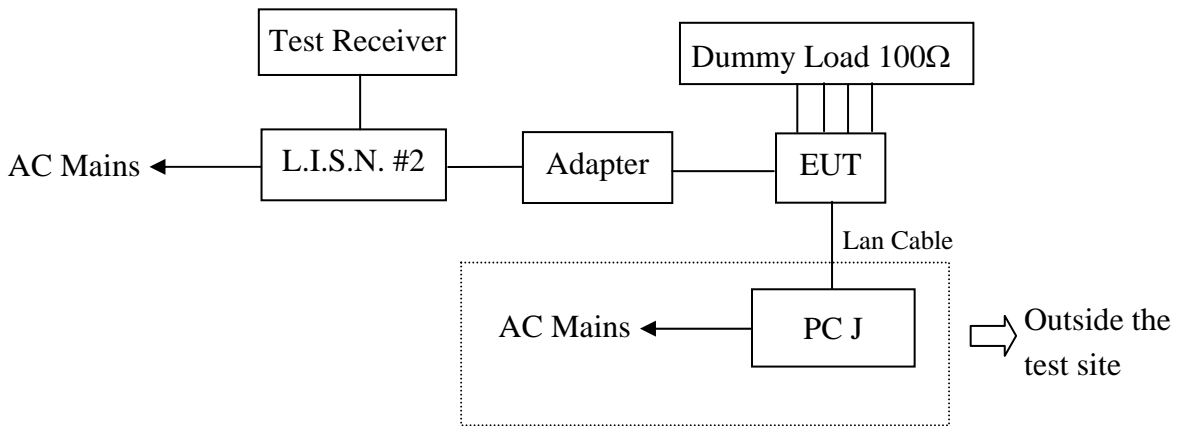 Test Receiver
Dummy Load 100Ω
AC Mains
L.I.S.N. #2
Adapter
EUT
Lan Cable
AC Mains
PC J
Outside the
test site